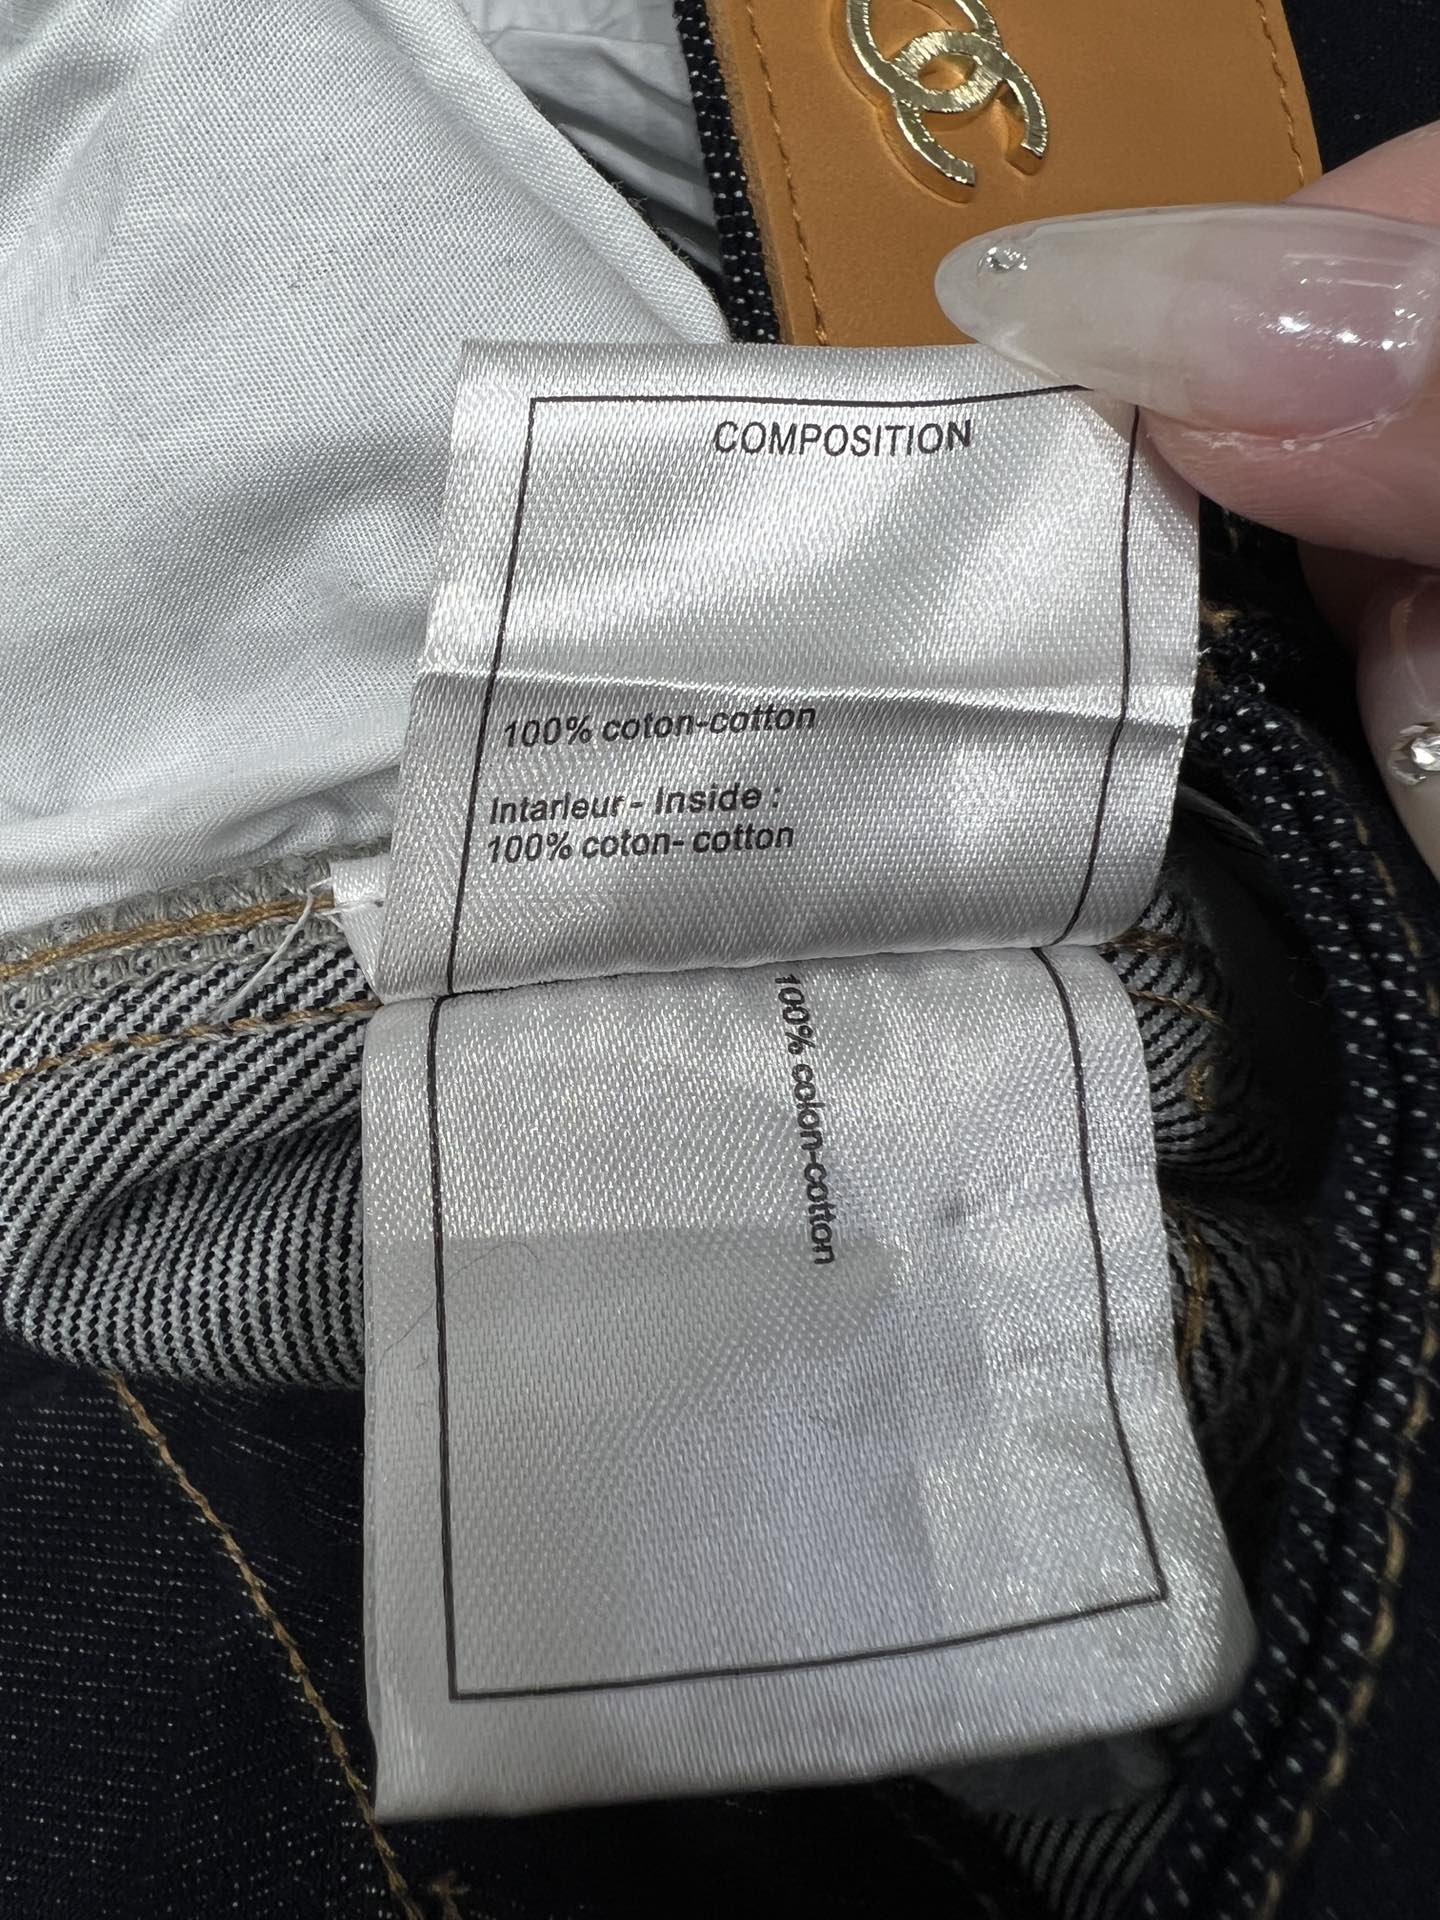 COMPOSITION
100% coton-cotton
Intarleur - Inside :
100% coton- cotton
100% coton-cotton